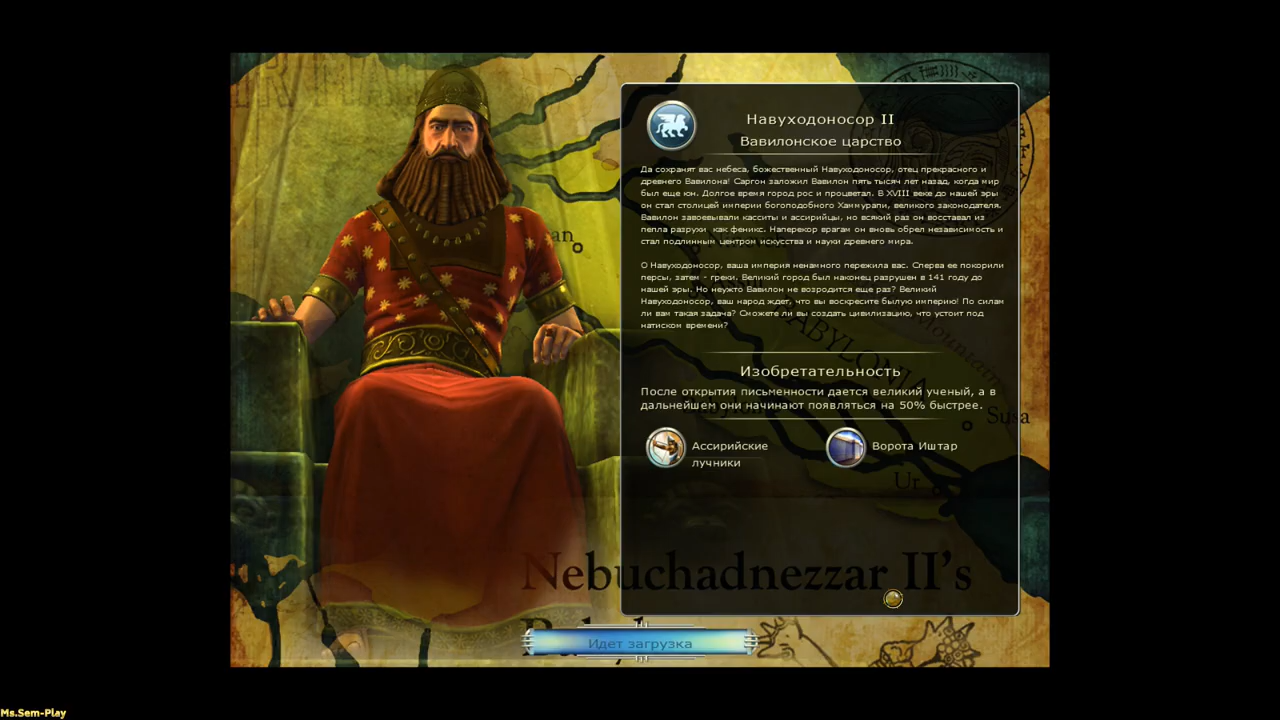 Навуходоносор II
Вавилонское царство
Да сохранят вас небеса, божественный Навуходоносор, отец прекрасного и
древнего Вавилона! Саргон заложил Вавилон пять тысяч лет назад, когда мир
был еще юн. Долгое время город рос и процветал. В XVIII веке до нашей эры
он стал столицей империи богоподобного Хаммурапи, великого законодателя.
Вавилон завоевывали касситы и ассирийцы, но всякий раз он восставал из
пепла разрухи как феникс. Наперекор врагам он вновь обрел независимость и
стал подлинным центром искусства и науки древнего мира.
О Навуходоносор, ваша империя ненамного пережила вас. Сперва ее покорили
персы, затем - греки, Великий город был наконец разрушен в 141 году до
нашей эры. Но неужто Вавилон не возродится еще раз? Великий
Навуходоносор, ваш народ ждет, что вы воскресите былую империю! По силам
ли вам такая задача? Сможете ли вы создать цивилизацию, что устоит под
натиском времени?
Изобретательность
После открытия письменности дается великий ученый, а в
дальнейшем они начинают появляться на 50% быстрее.
Ассирийские
лучники
Ворота Иштар
BABYLONIA
Susa
Ur
Nebuchadnezzar II's
Идет загрузка
Ms.Sem-Play